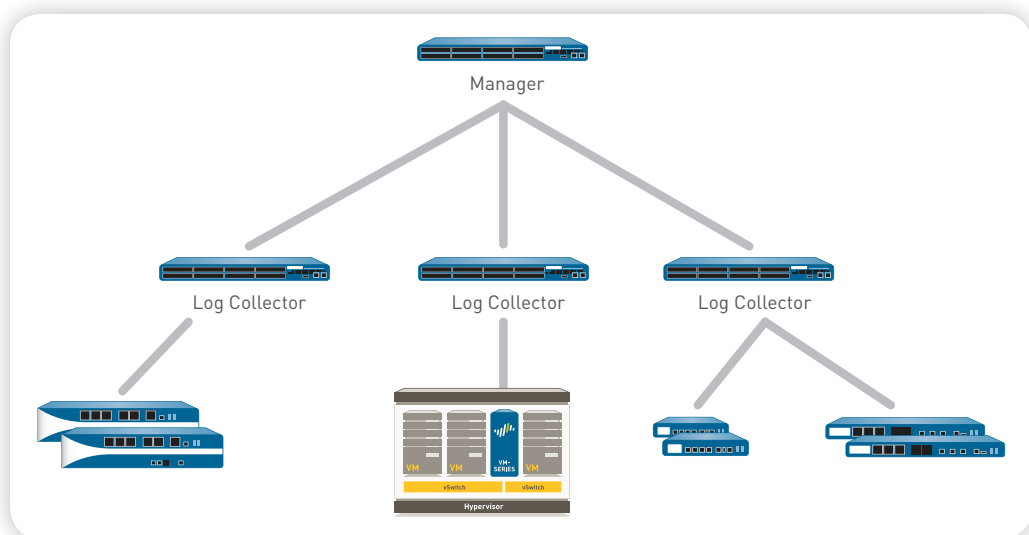 Manager
Log Collector
Log Collector
Log Collector
VM
VM
VM-
SERIES
VM
vSwitch
vSwitch
Hypervisor